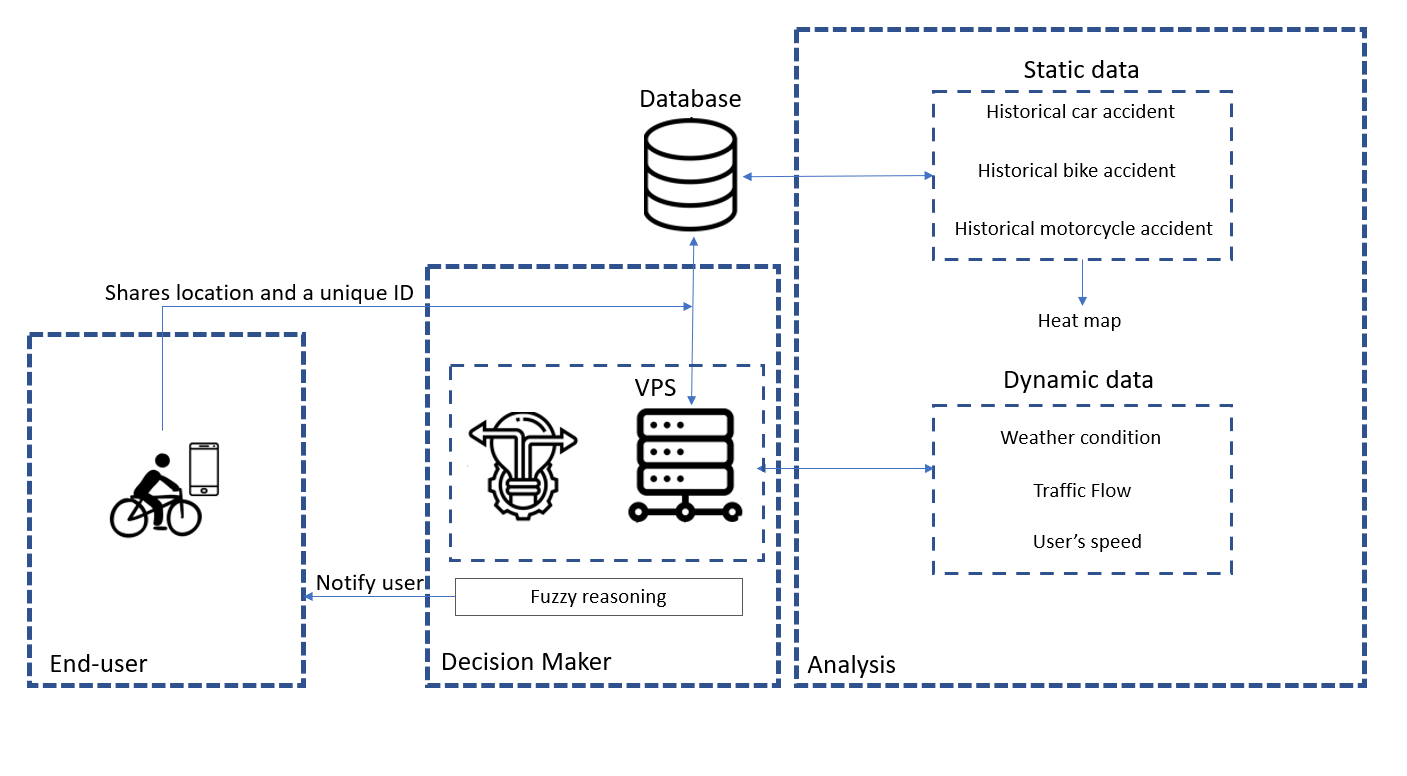 Static data
Database
Historical car accident
Historical bike accident
Historical motorcycle accident
Shares location and a unique ID
Heat map
VPS
Dynamic data
Weather condition
Traffic Flow
User’s speed
Notify user
Fuzzy reasoning
End-user
Decision Maker
Analysis